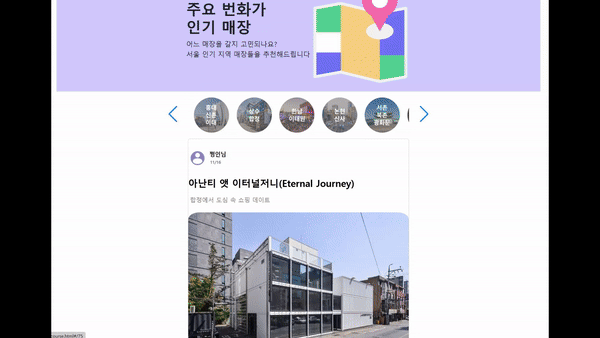 주요 번화가
인기 매장
어느 매장을 갈지 고민되나요?
서울 인기 지역 매장들을 추천해드립니다
홍대
신촌
이대
상수
합정
한남
이태원
논현
신사
서촌
북촌
광화문
찜인님
11/16
아난티 앳 이터널저니(Eternal Journey)
합정에서 도심 속 쇼핑 데이트